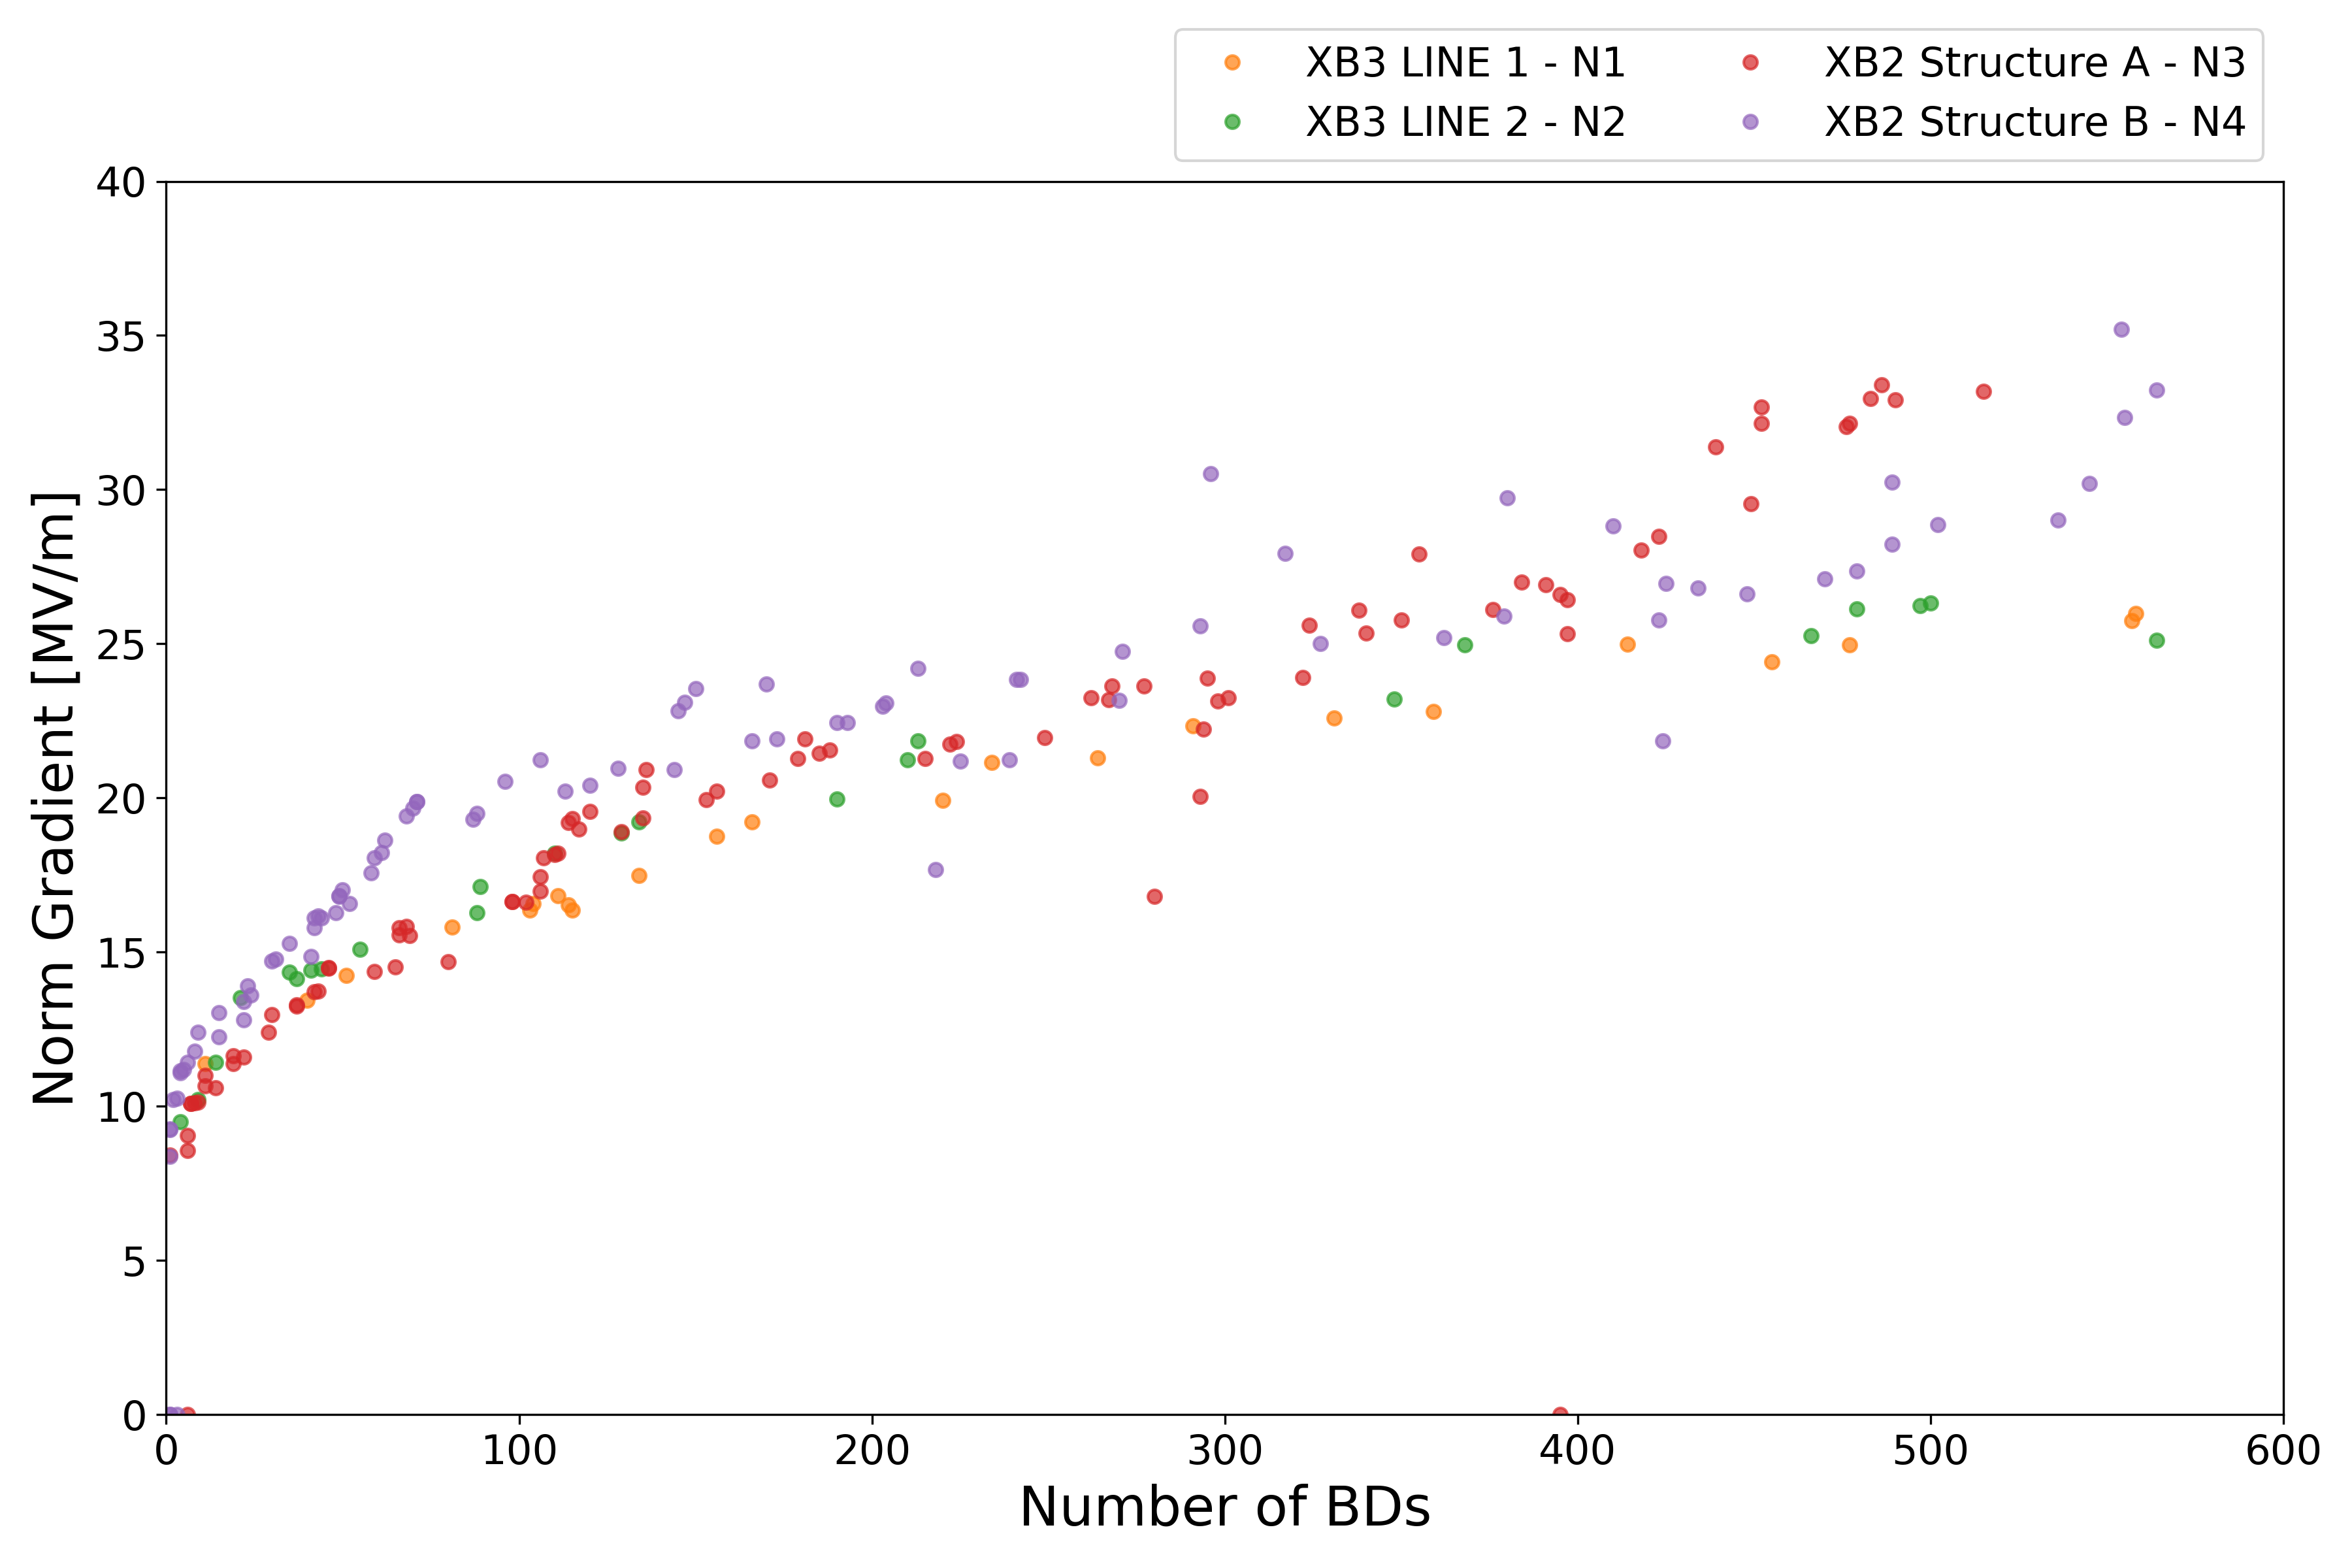 XB3 LINE 1 - N1
XB3 LINE 2 - N2
XB2 Structure A - N3
XB2 Structure B - N4
Norm Gradient [MV/m]
40
35
30
25
20
15
10
5
0
0 100 200 300 400 500 600
Number of BDs